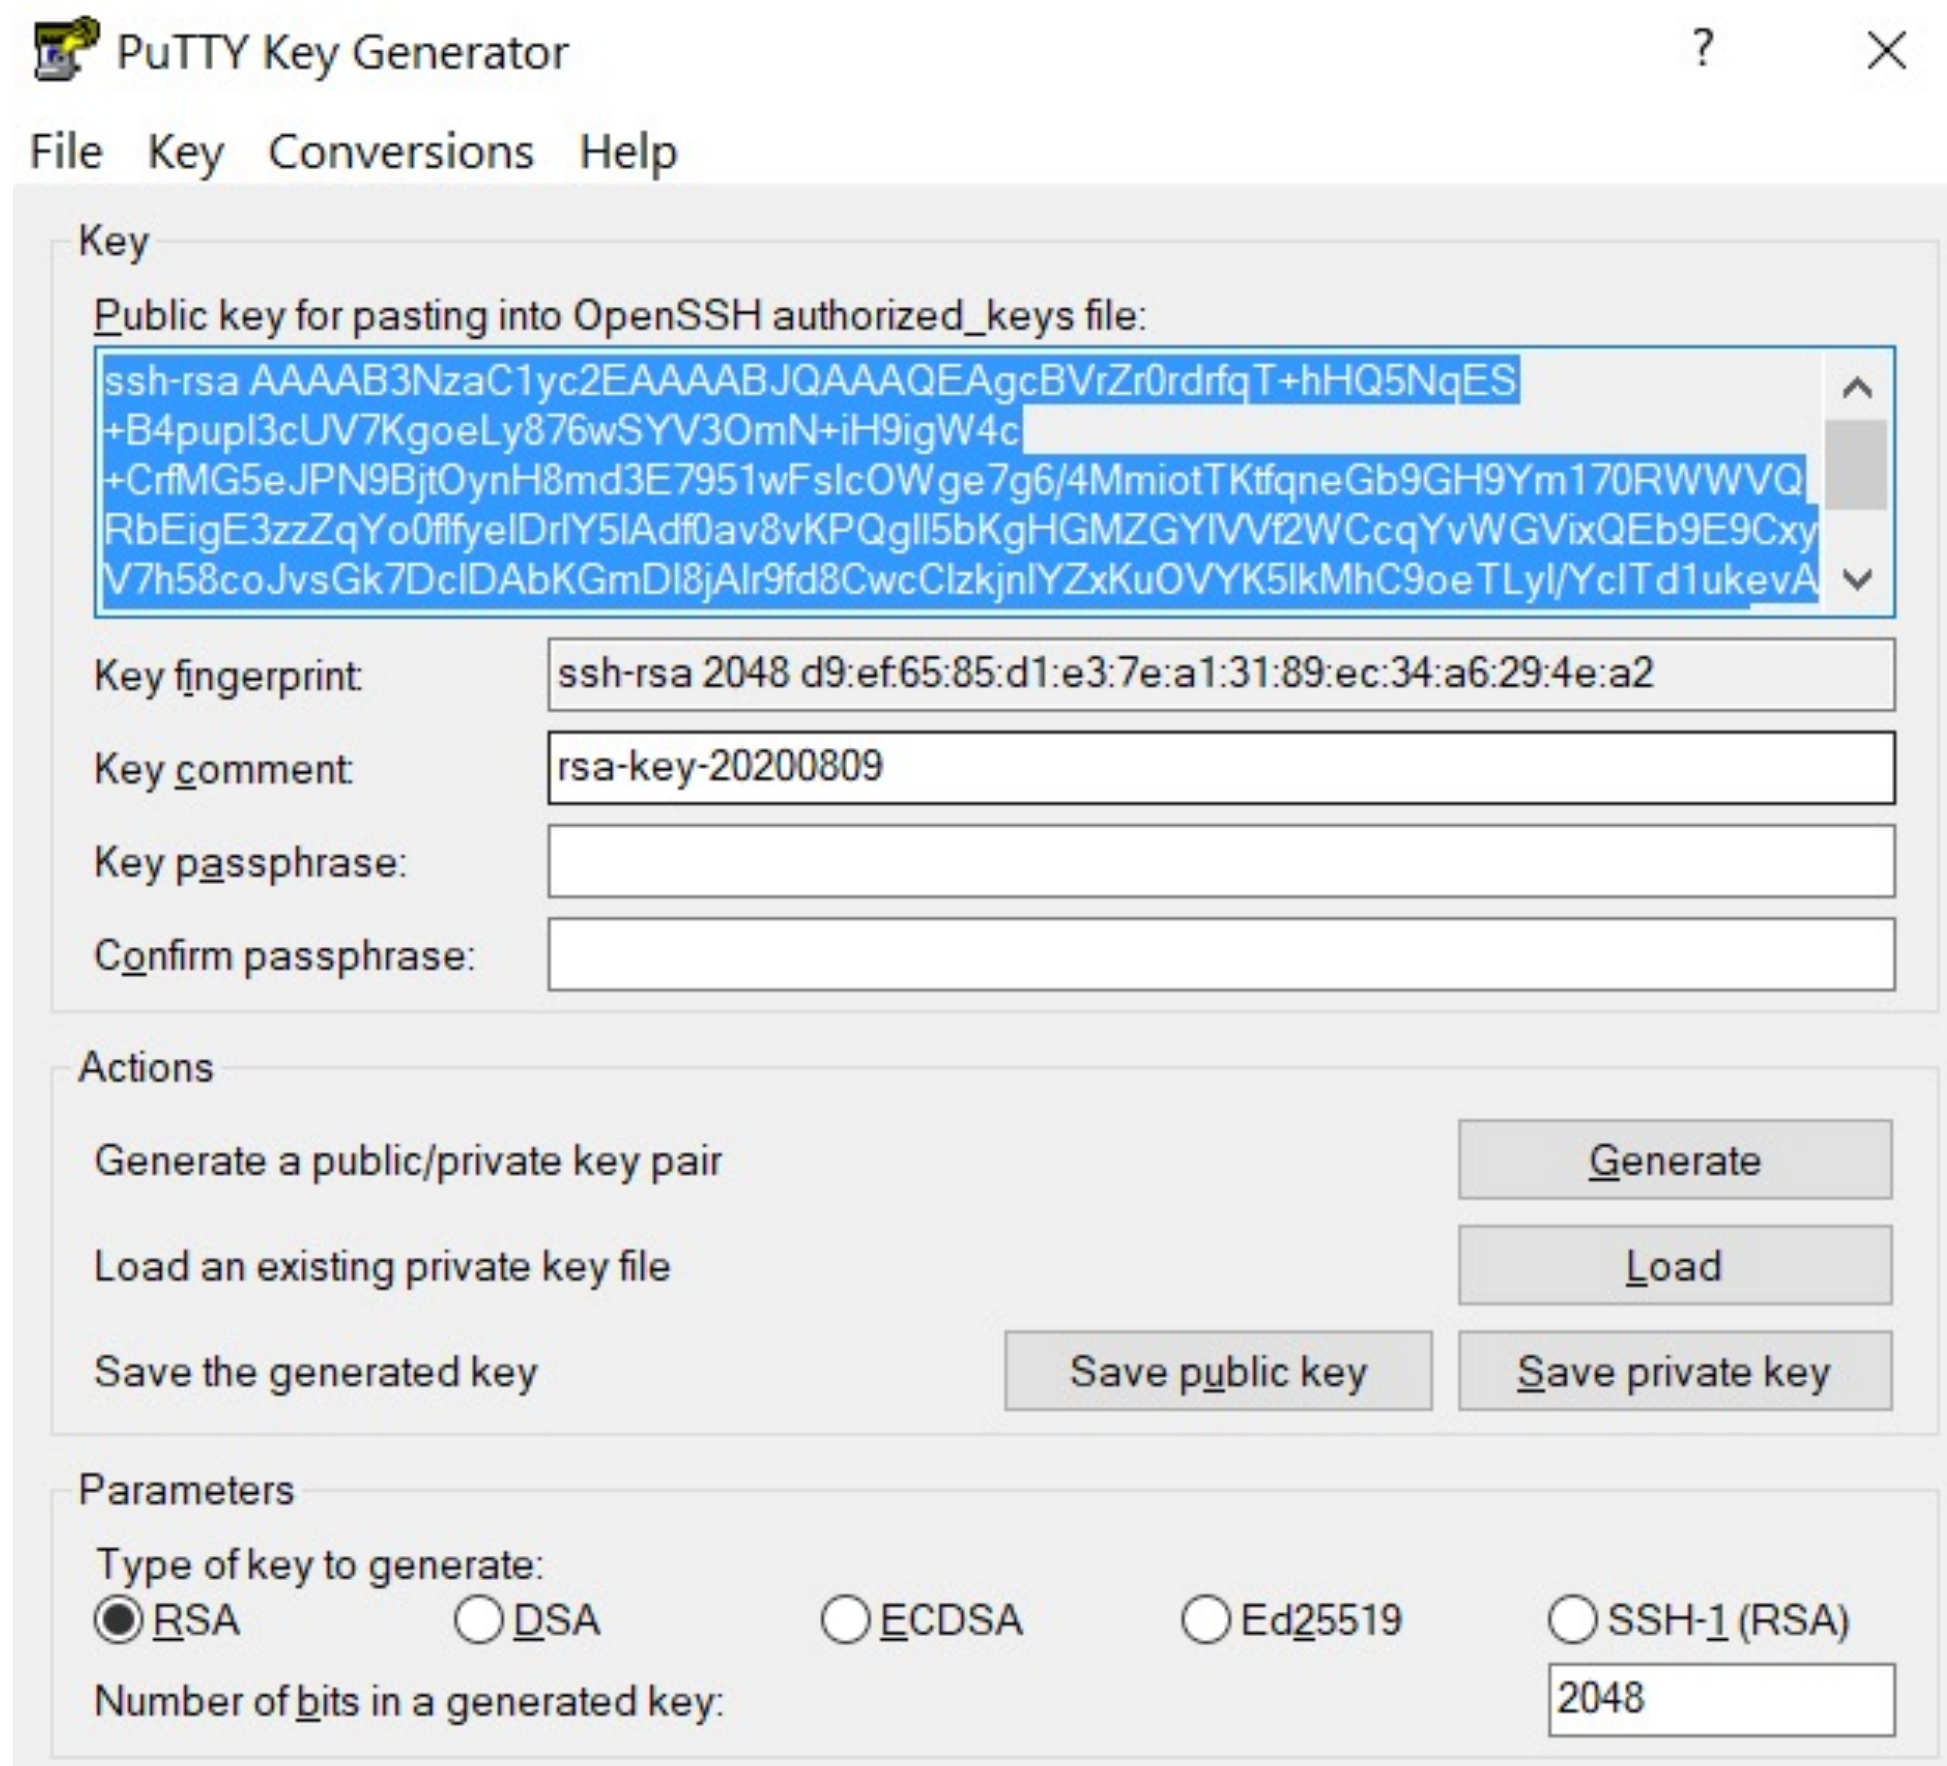 PuTTY Key Generator
?
File Key Conversions Help
Key
Public key for pasting into OpenSSH authorized_keys file:
ssh-rsa AAAAB3NzaC1yc2EAAAABJQAAAQEAgcBVrZr0rdrfqT+hHQ5NqES
+B4pupI3cUV7KgoeLy876wSYV3OmN+iH9igW4c
+CrfMG5eJPN9BjtOynH8md3E7951wFslcOWge7g6/4MmiotTKtfqneGb9GH9Ym170RWWVQ
RbEigE3zzZqYo0flfyelDrlY5lAdf0av8vKPQgll5bKgHGMZGYlVVf2WCcqYvWGVixQEb9E9Cxy
V7h58coJvsGk7DclDAbKGmDl8jAlr9fd8CwcClzkjnlYZxKuOVYK5lkMhC9oeTLyl/YclTd1ukevA
Key fingerprint:
ssh-rsa 2048 d9:ef:65:85:d1:e3:7e:a1:31:89:ec:34:a6:29:4e:a2
Key comment:
rsa-key-20200809
Key passphrase:
Confirm passphrase:
Actions
Generate a public/private key pair
Generate
Load an existing private key file
Load
Save the generated key
Save public key
Save private key
Parameters
Type of key to generate:
RSA DSA ECDSA Ed25519 SSH-1 (RSA)
Number of bits in a generated key:
2048